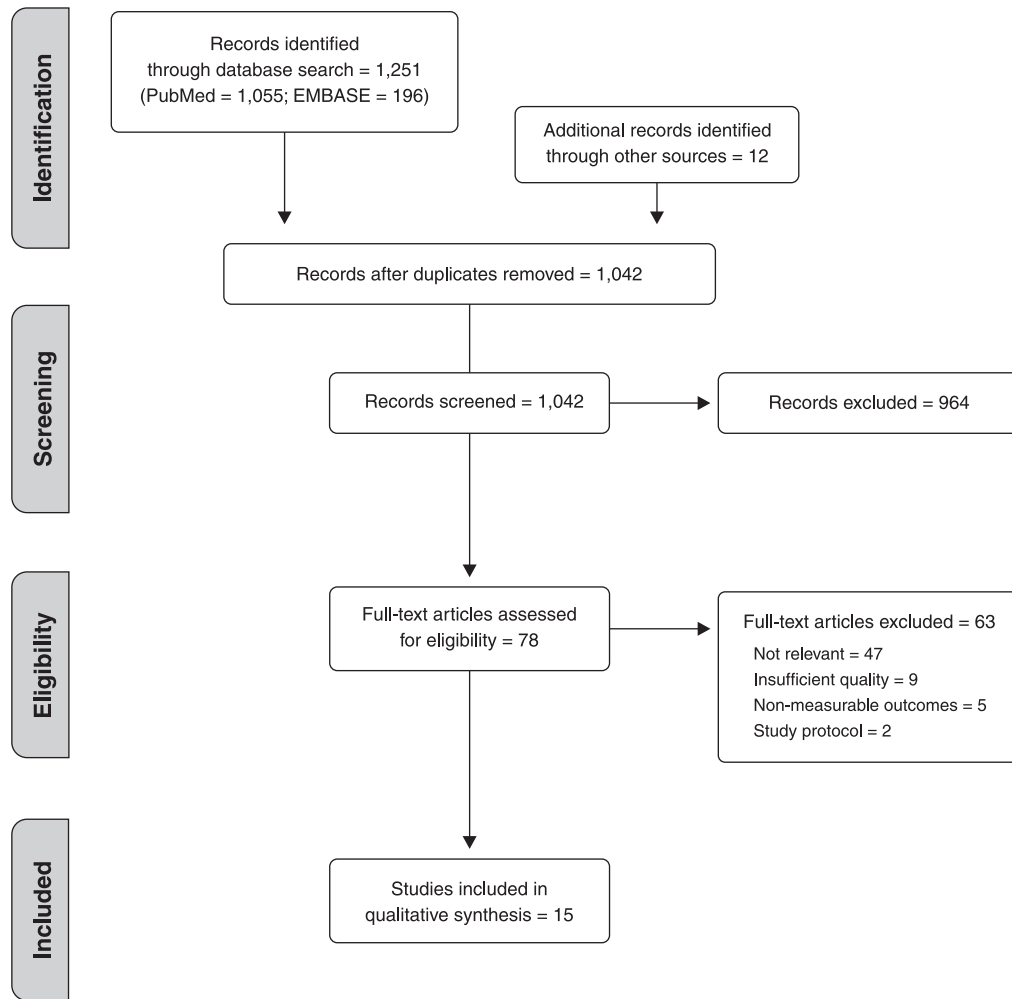 Identification
Records identified
through database search = 1,251
(PubMed = 1,055; EMBASE = 196)
Additional records identified
through other sources = 12
Records after duplicates removed = 1,042
Screening
Records screened = 1,042
Records excluded = 964
Eligibility
Full-text articles assessed
for eligibility = 78
Full-text articles excluded = 63
Not relevant = 47
Insufficient quality = 9
Non-measurable outcomes = 5
Study protocol = 2
Included
Studies included in
qualitative synthesis = 15